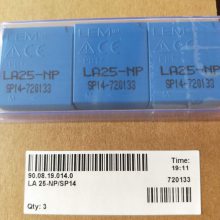 LEM LEM LEM
LA25-NP LA25-NP LA25-NP
SP14-720133 SP14-720133 SP14-720133
90.08.19.014.0
LA 25-NP/SP14
Time:
19:11
720133
Qty: 3